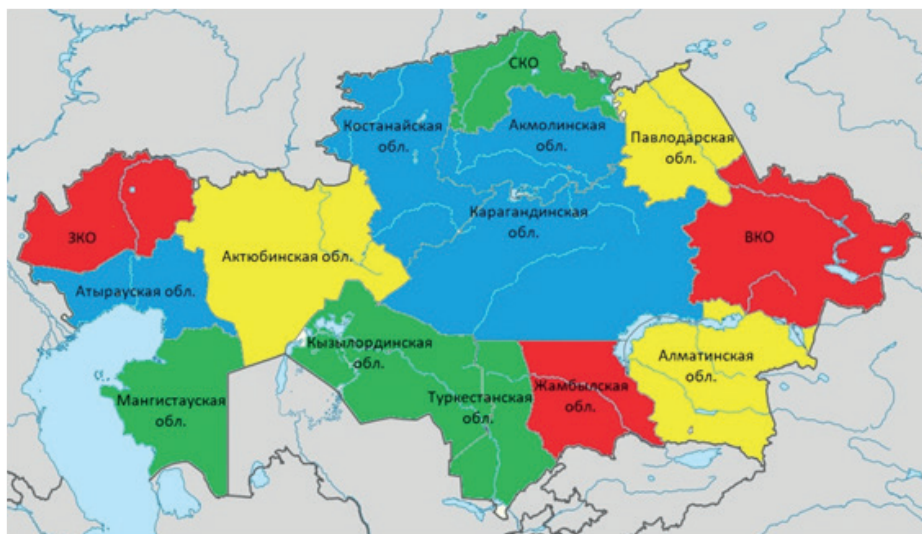 СКО
Костанайская
обл.
Акмолинская
обл.
Павлодарская
обл.
Карагандинская
обл.
ЗКО
ВКО
Актюбинская обл.
Атырауская обл.
Кызылординская
обл.
Алматинская
обл.
Жамбылская
обл.
Туркестанская
обл.
Мангистауская
обл.